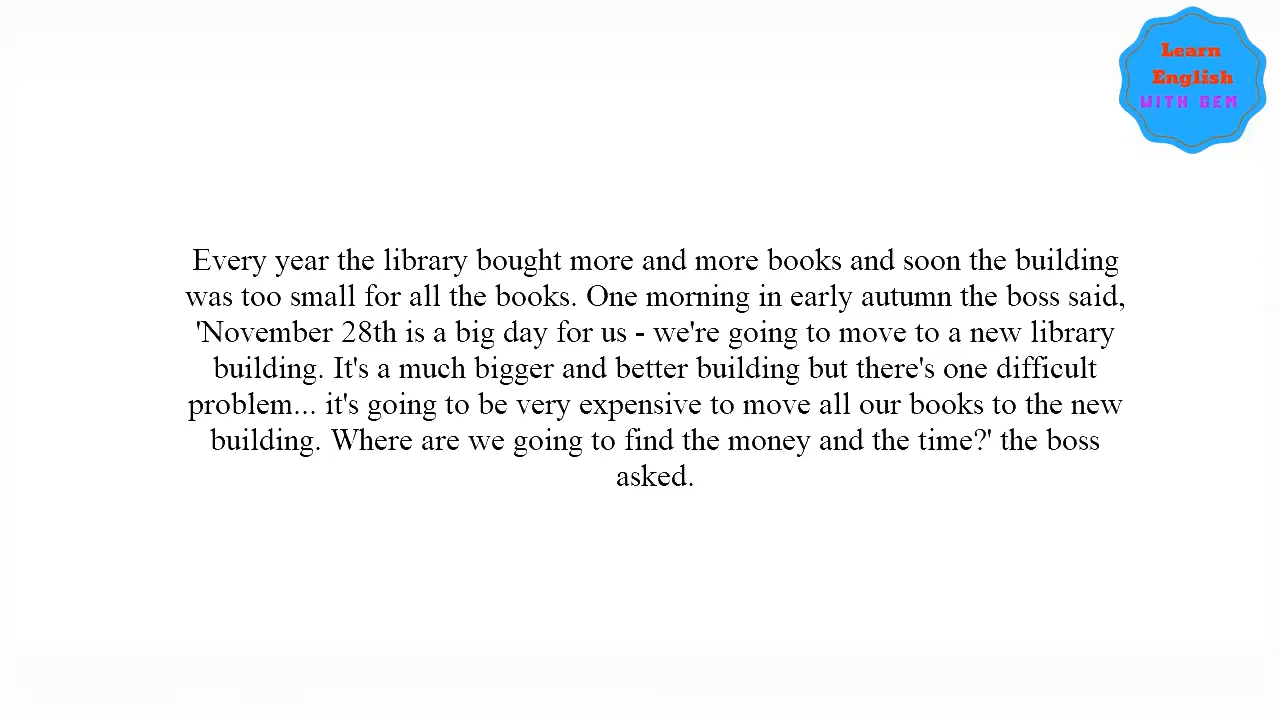 Learn
English
WITH GEM
Every year the library bought more and more books and soon the building
was too small for all the books. One morning in early autumn the boss said,
'November 28th is a big day for us - we're going to move to a new library
building. It's a much bigger and better building but there's one difficult
problem... it's going to be very expensive to move all our books to the new
building. Where are we going to find the money and the time?' the boss
asked.